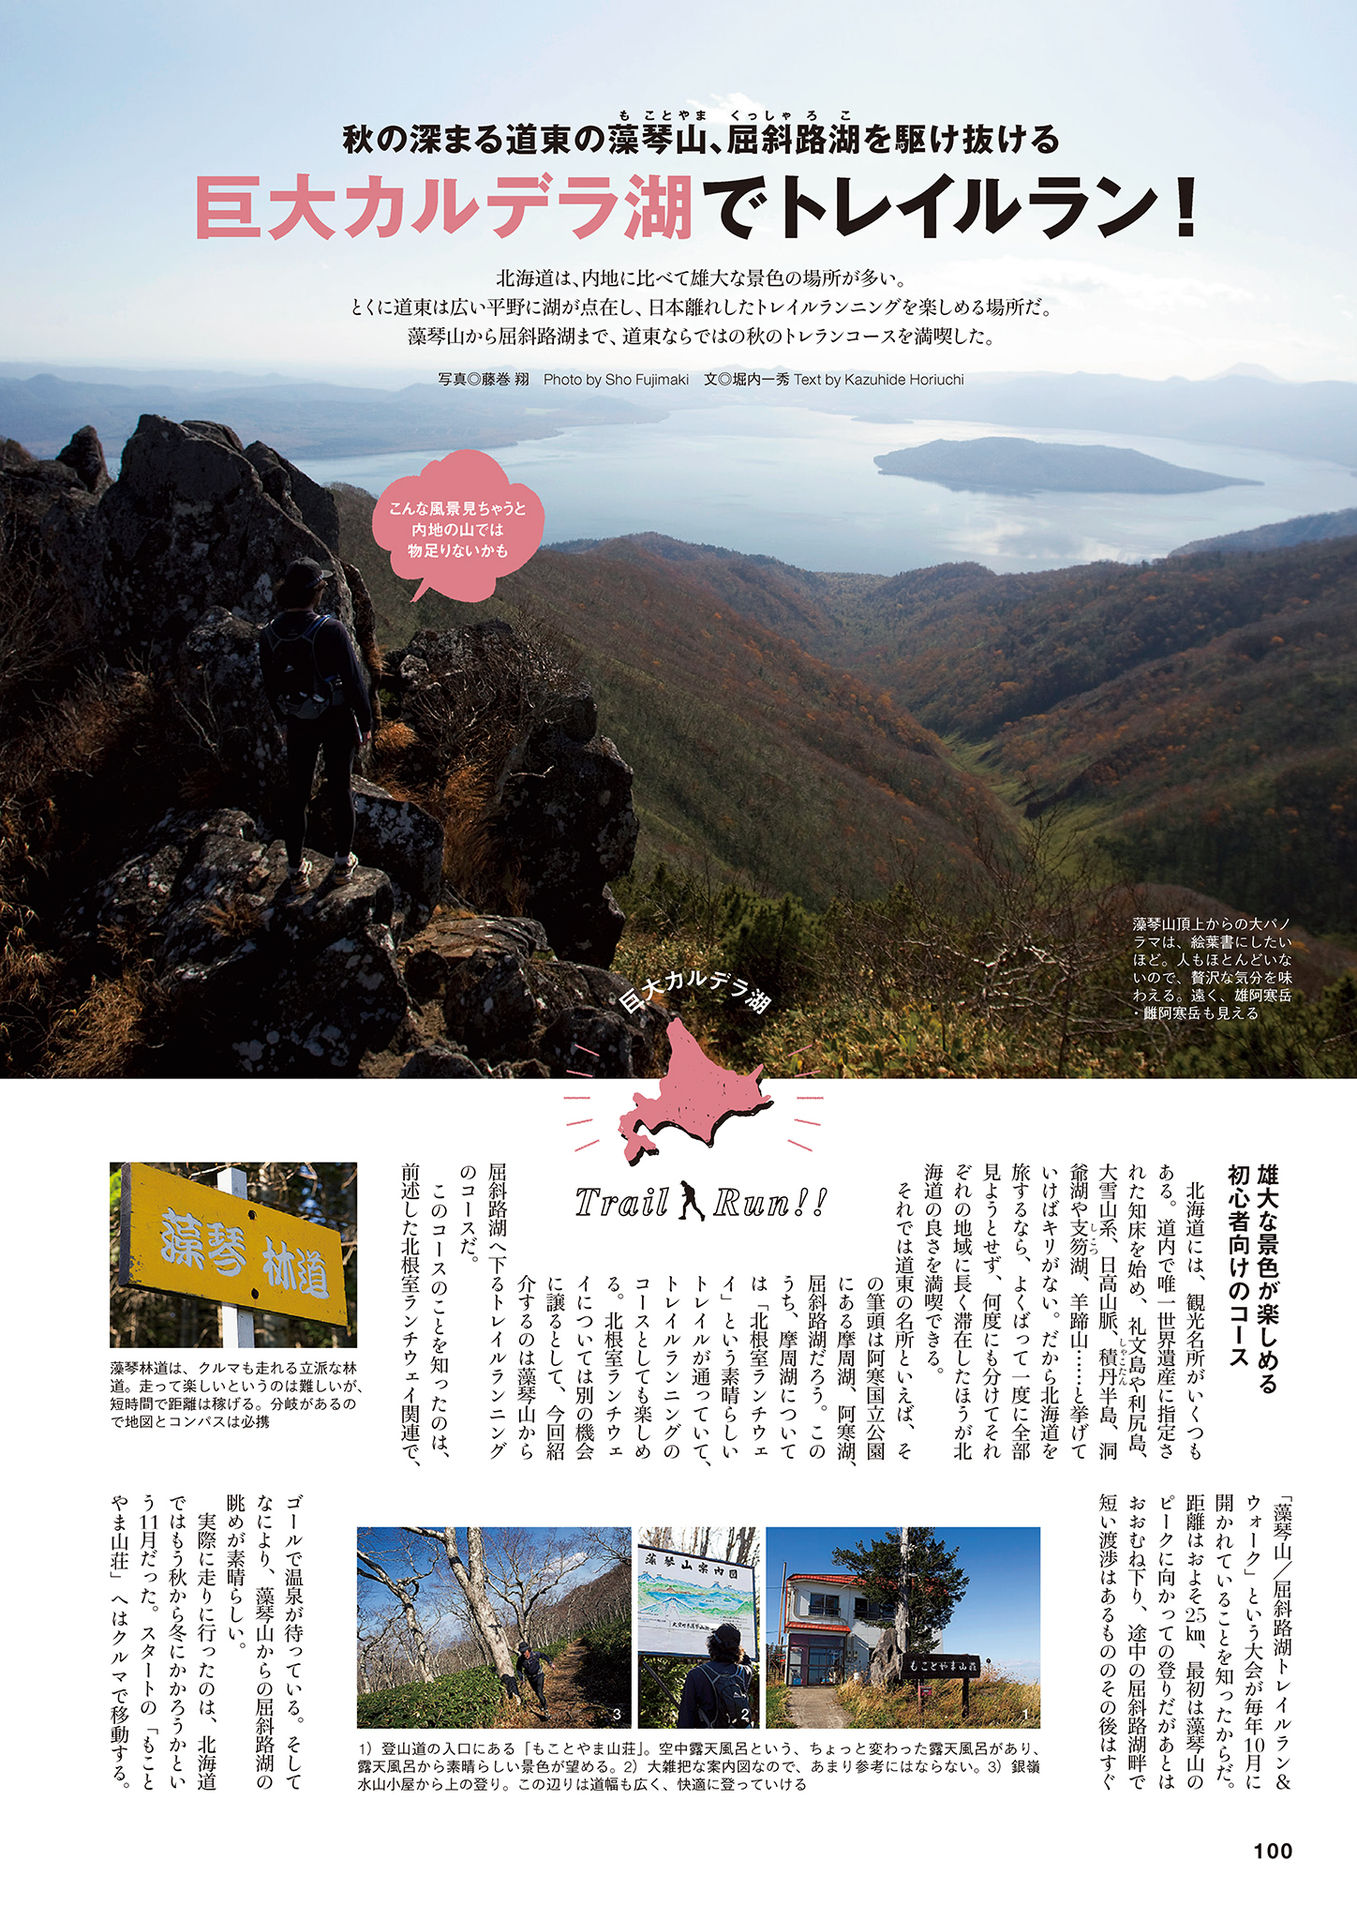 秋の深まる道東の藻琴山、屈斜路湖を駆け抜ける
もことやま くっしゃろこ
巨大カルデラ湖でトレイルラン！
北海道は、内地に比べて雄大な景色の場所が多い。
とくに道東は広い平野に湖が点在し、日本離れしたトレイルランニングを楽しめる場所だ。
藻琴山から屈斜路湖まで、道東ならではの秋のトレランコースを満喫した。
写真◎藤巻 翔 Photo by Sho Fujimaki 文◎堀内一秀 Text by Kazuhide Horiuchi
こんな風景見ちゃうと
内地の山では
物足りないかも
藻琴山頂上からの大パノ
ラマは、絵葉書にしたい
ほど。人もほとんどいな
いので、贅沢な気分を味
わえる。遠く、雄阿寒岳
・雌阿寒岳も見える
巨大カルデラ湖
Trail Run!!
雄大な景色が楽しめる
初心者向けのコース
北海道には、観光名所がいくつも
ある。道内で唯一世界遺産に指定さ
れた知床を始め、礼文島や利尻島、
大雪山系、日高山脈、積丹半島、洞
しゃこたん
爺湖や支笏湖、羊蹄山……と挙げて
しこつ
いけばキリがない。だから北海道を
旅するなら、よくばって一度に全部
見ようとせず、何度にも分けてそれ
ぞれの地域に長く滞在したほうが北
海道の良さを満喫できる。
それでは道東の名所といえば、そ
の筆頭は阿寒国立公園
にある摩周湖、阿寒湖、
屈斜路湖だろう。この
うち、摩周湖について
は「北根室ランチウェ
イ」という素晴らしい
トレイルが通っていて、
トレイルランニングの
コースとしても楽しめ
る。北根室ランチウェ
イについては別の機会
に譲るとして、今回紹
介するのは藻琴山から
屈斜路湖へ下るトレイルランニング
のコースだ。
このコースのことを知ったのは、
前述した北根室ランチウェイ関連で、
藻琴 林道
藻琴林道は、クルマも走れる立派な林
道。走って楽しいというのは難しいが、
短時間で距離は稼げる。分岐があるの
で地図とコンパスは必携
「藻琴山／屈斜路湖トレイルラン＆
ウォーク」という大会が毎年10月に
開かれていることを知ったからだ。
距離はおよそ25㎞、最初は藻琴山の
ピークに向かっての登りだがあとは
おおむね下り、途中の屈斜路湖畔で
短い渡渉はあるもののその後はすぐ
もことやま山荘
1
藻琴山案内図
2
3
1）登山道の入口にある「もことやま山荘」。空中露天風呂という、ちょっと変わった露天風呂があり、
露天風呂から素晴らしい景色が望める。2）大雑把な案内図なので、あまり参考にはならない。3）銀嶺
水山小屋から上の登り。この辺りは道幅も広く、快適に登っていける
ゴールで温泉が待っている。そして
なにより、藻琴山からの屈斜路湖の
眺めが素晴らしい。
実際に走りに行ったのは、北海道
ではもう秋から冬にかかろうかとい
う11月だった。スタートの「もこと
やま山荘」へはクルマで移動する。
100